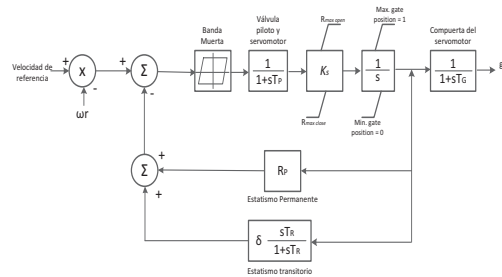 Velocidad de
referencia
+
X
-
ωr
+
Σ
-
Banda
Muerta
Válvula
piloto y
servomotor
1
1+sTP
Rmax open
Ks
Rmax close
Max. gate
position = 1
1
s
Min. gate
position = 0
Compuerta del
servomotor
1
1+sTG
Σ
+
+
RP
Estatismo Permanente
δ
sTR
1+sTR
Estatismo transitorio